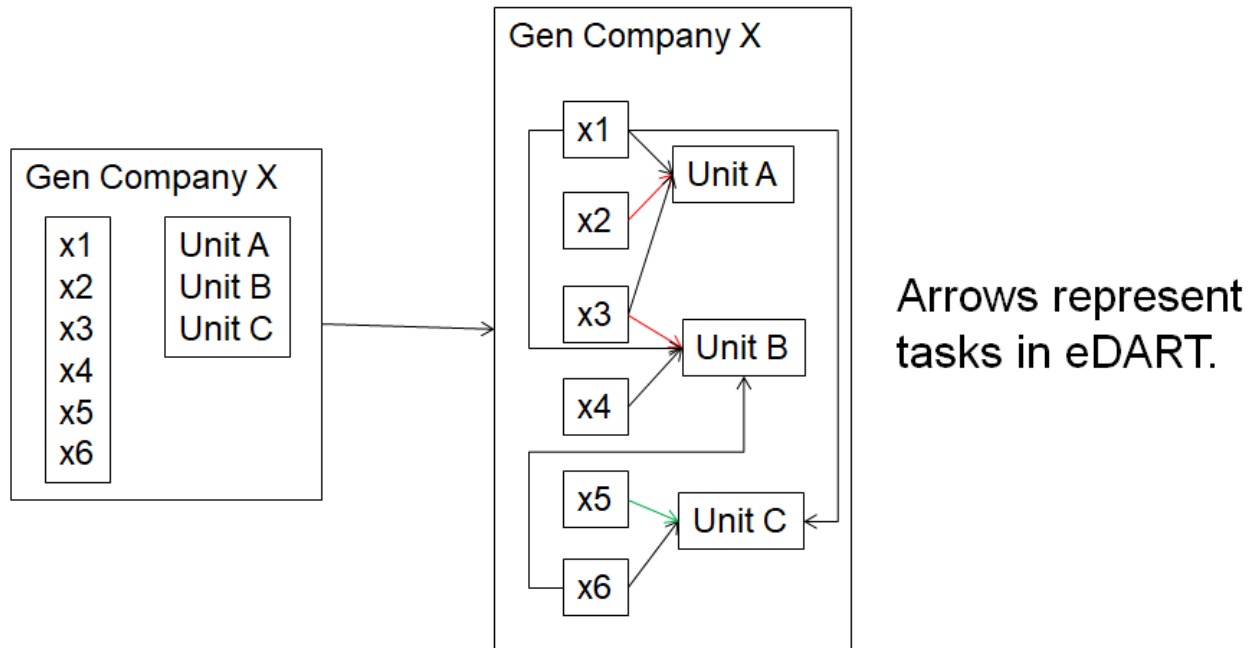 Gen Company X
x1
x2
x3
x4
x5
x6
Unit A
Unit B
Unit C
Gen Company X
x1
Unit A
x2
x3
Unit B
x4
x5
Unit C
x6
Arrows represent
tasks in eDART.